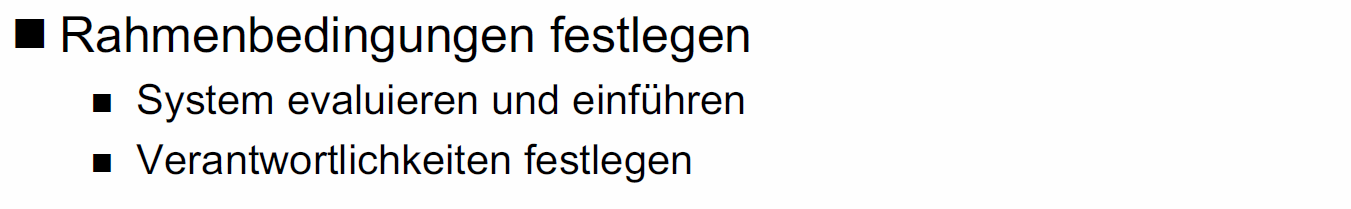 ■ Rahmenbedingungen festlegen
■ System evaluieren und einführen
■ Verantwortlichkeiten festlegen